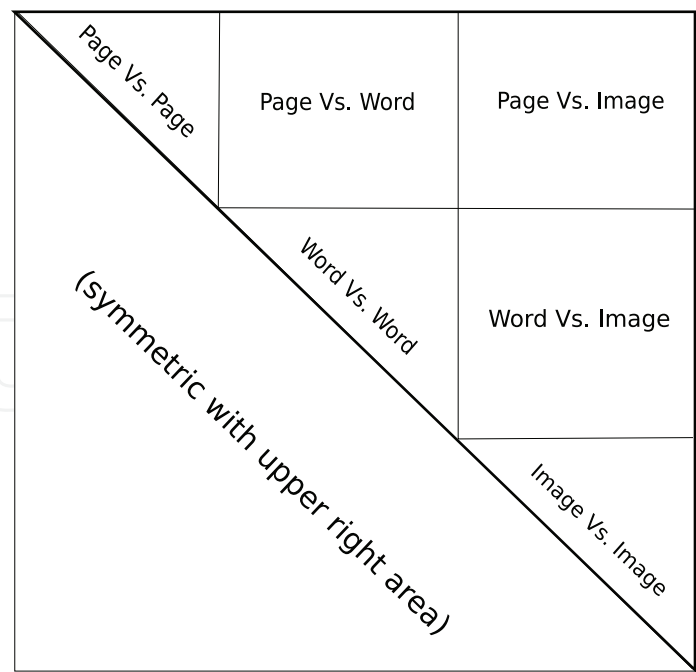 Page Vs. Page
Page Vs. Word
Page Vs. Image
Word Vs. Word
Word Vs. Image
(symmetric with upper right area)
Image Vs. Image